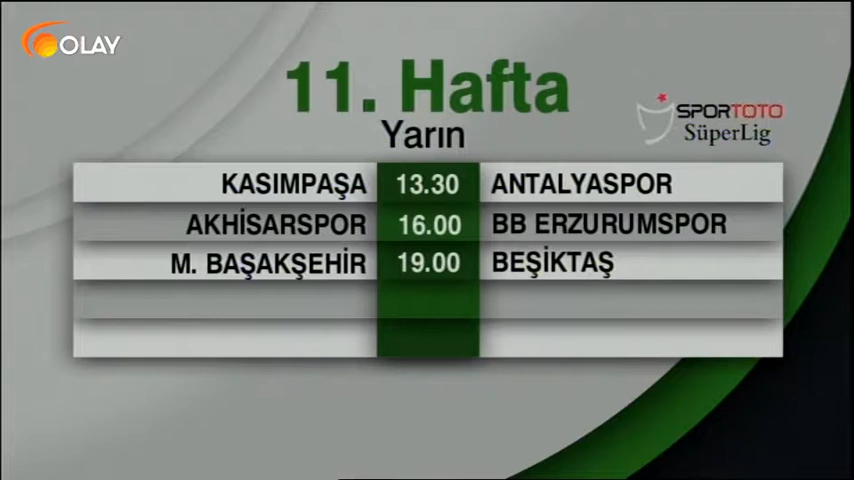 OLAY
11. Hafta
SPORTOTO
SüperLig
Yarın
KASIMPAŞA 13.30 ANTALYASPOR
AKHİSARSPOR 16.00 BB ERZURUMSPOR
M. BAŞAKŞEHİR 19.00 BEŞİKTAŞ